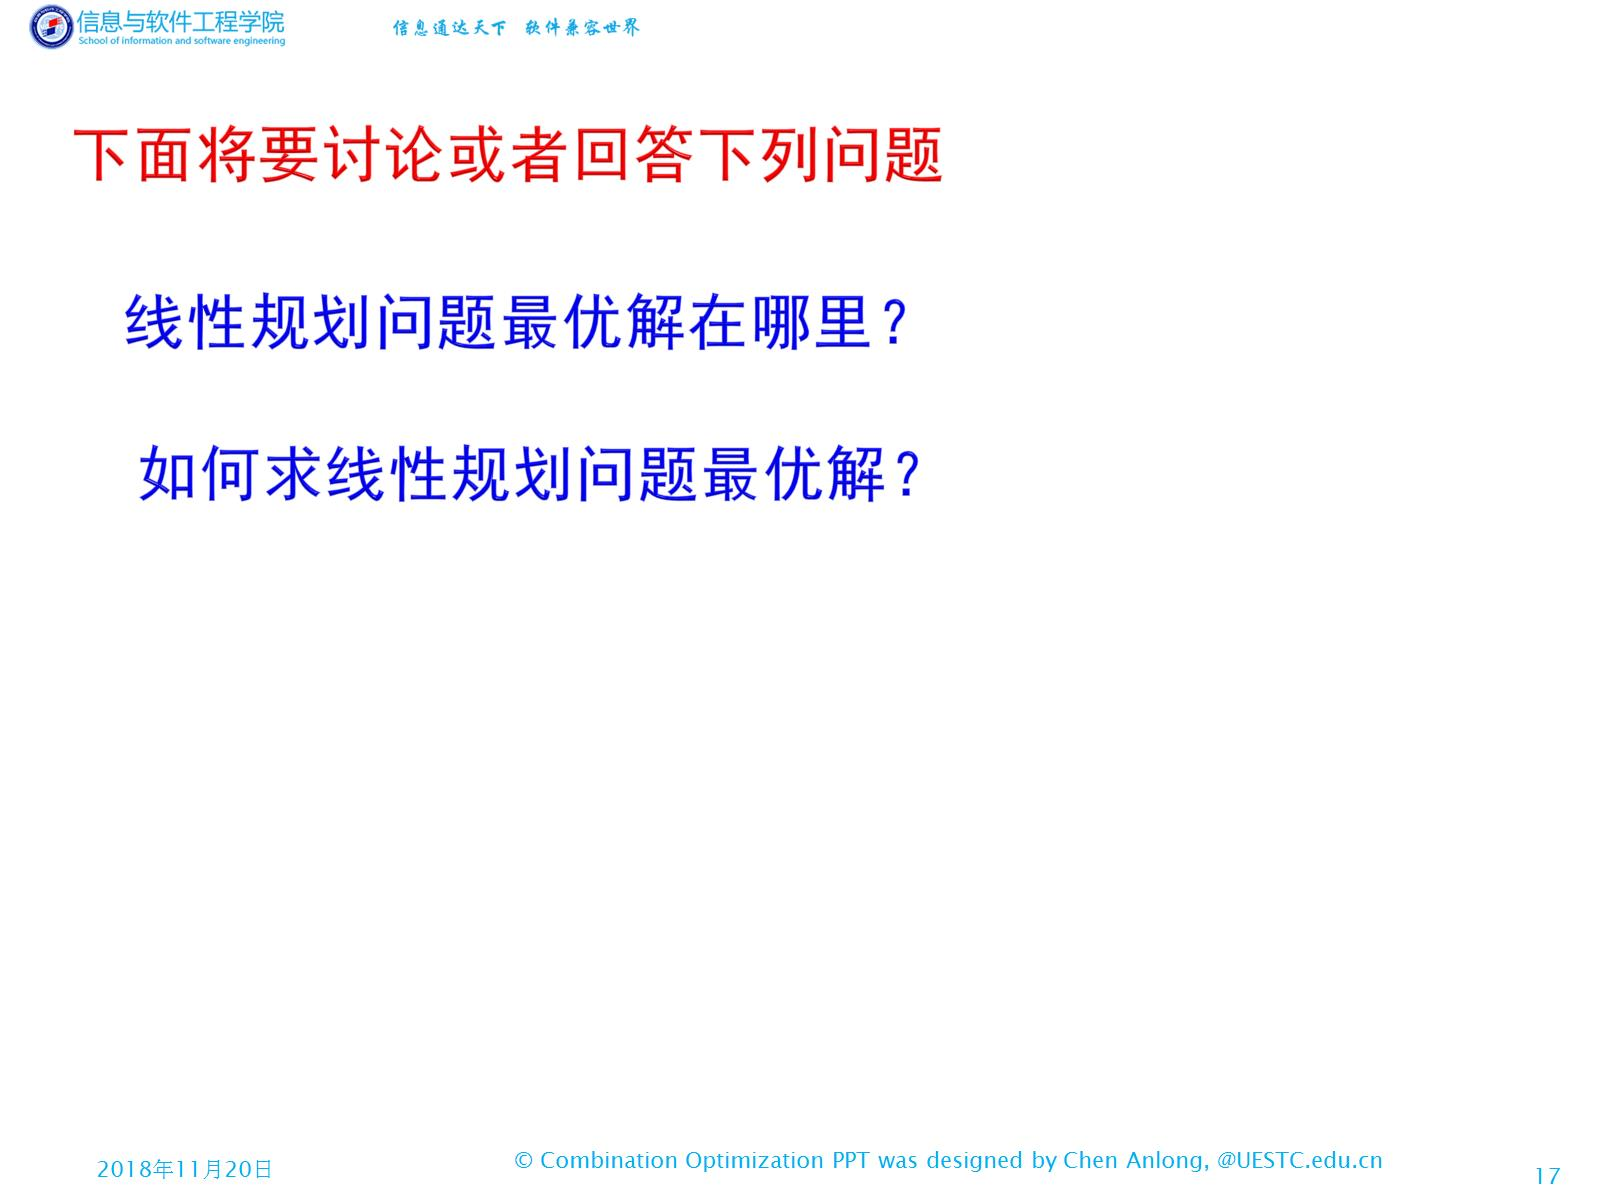 信息与软件工程学院
School of information and software engineering
信息通达天下 软件兼容世界
下面将要讨论或者回答下列问题
线性规划问题最优解在哪里？
如何求线性规划问题最优解？
2018年11月20日
© Combination Optimization PPT was designed by Chen Anlong, @UESTC.edu.cn
17